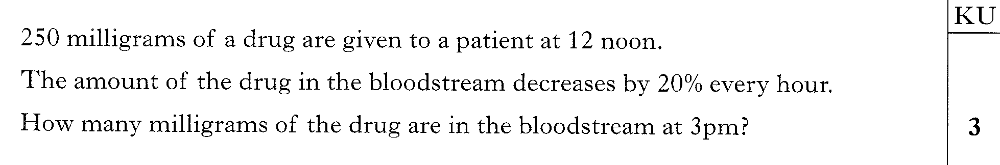 KU
250 milligrams of a drug are given to a patient at 12 noon.
The amount of the drug in the bloodstream decreases by 20% every hour.
How many milligrams of the drug are in the bloodstream at 3pm?
3